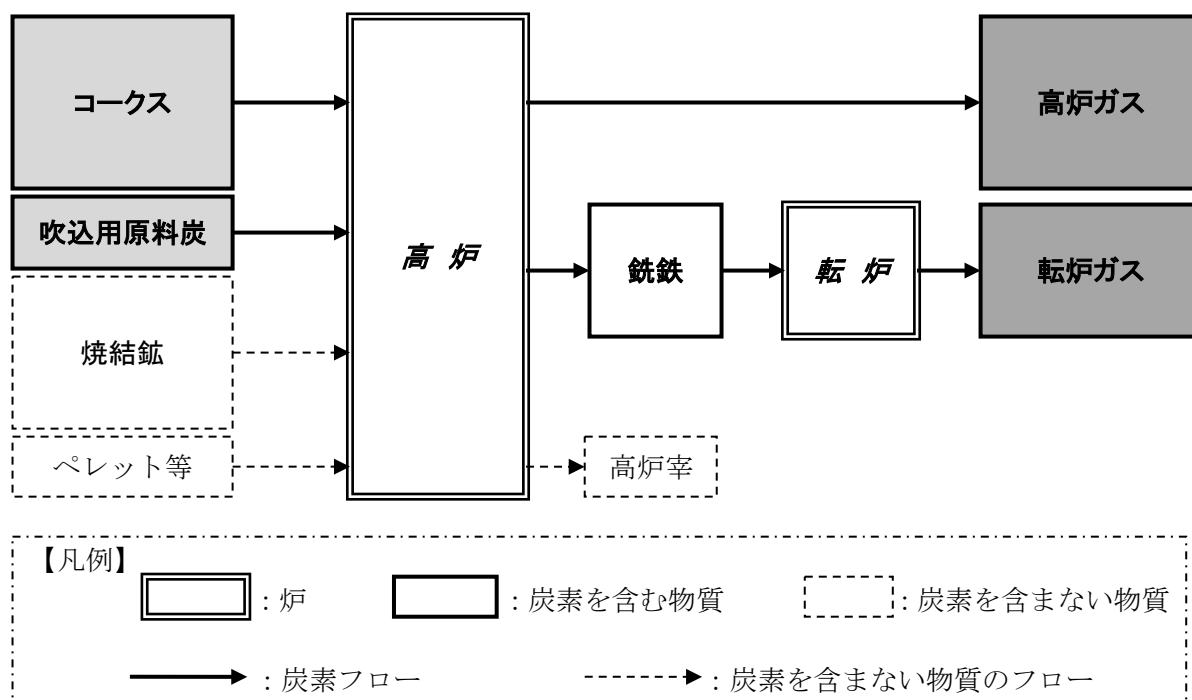 コークス
高炉ガス
吹込用原料炭
高 炉
銑鉄
転 炉
転炉ガス
焼結鉱
ペレット等
高炉宰
【凡例】
: 炉
: 炭素を含む物質
: 炭素を含まない物質
: 炭素フロー
: 炭素を含まない物質のフロー